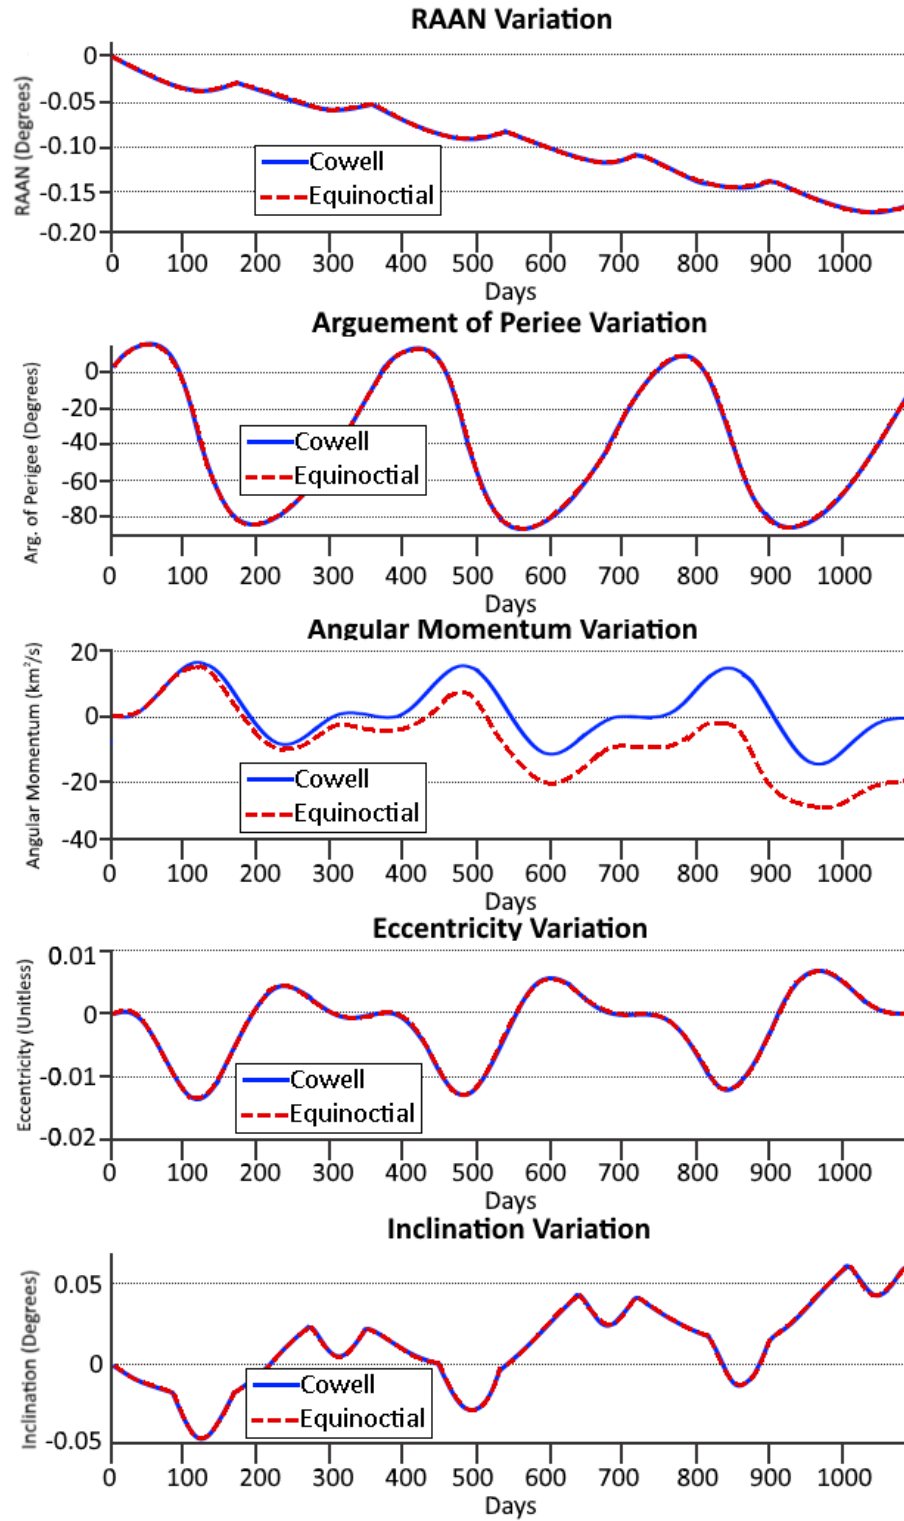 RAAN Variation
0
-0.05
-0.10
-0.15
-0.20
RAAN (Degrees)
Cowell
Equinoctial
0 100 200 300 400 500 600 700 800 900 1000
Days
Arguement of Periee Variation
0
-20
-40
-60
-80
Arg. of Perigee (Degrees)
Cowell
Equinoctial
0 100 200 300 400 500 600 700 800 900 1000
Days
Angular Momentum Variation
20
0
-20
-40
Angular Momentum (km²/s)
Cowell
Equinoctial
0 100 200 300 400 500 600 700 800 900 1000
Days
Eccentricity Variation
0.01
0
-0.01
-0.02
Eccentricity (Unitless)
Cowell
Equinoctial
0 100 200 300 400 500 600 700 800 900 1000
Days
Inclination Variation
0.05
0
-0.05
Inclination (Degrees)
Cowell
Equinoctial
0 100 200 300 400 500 600 700 800 900 1000
Days